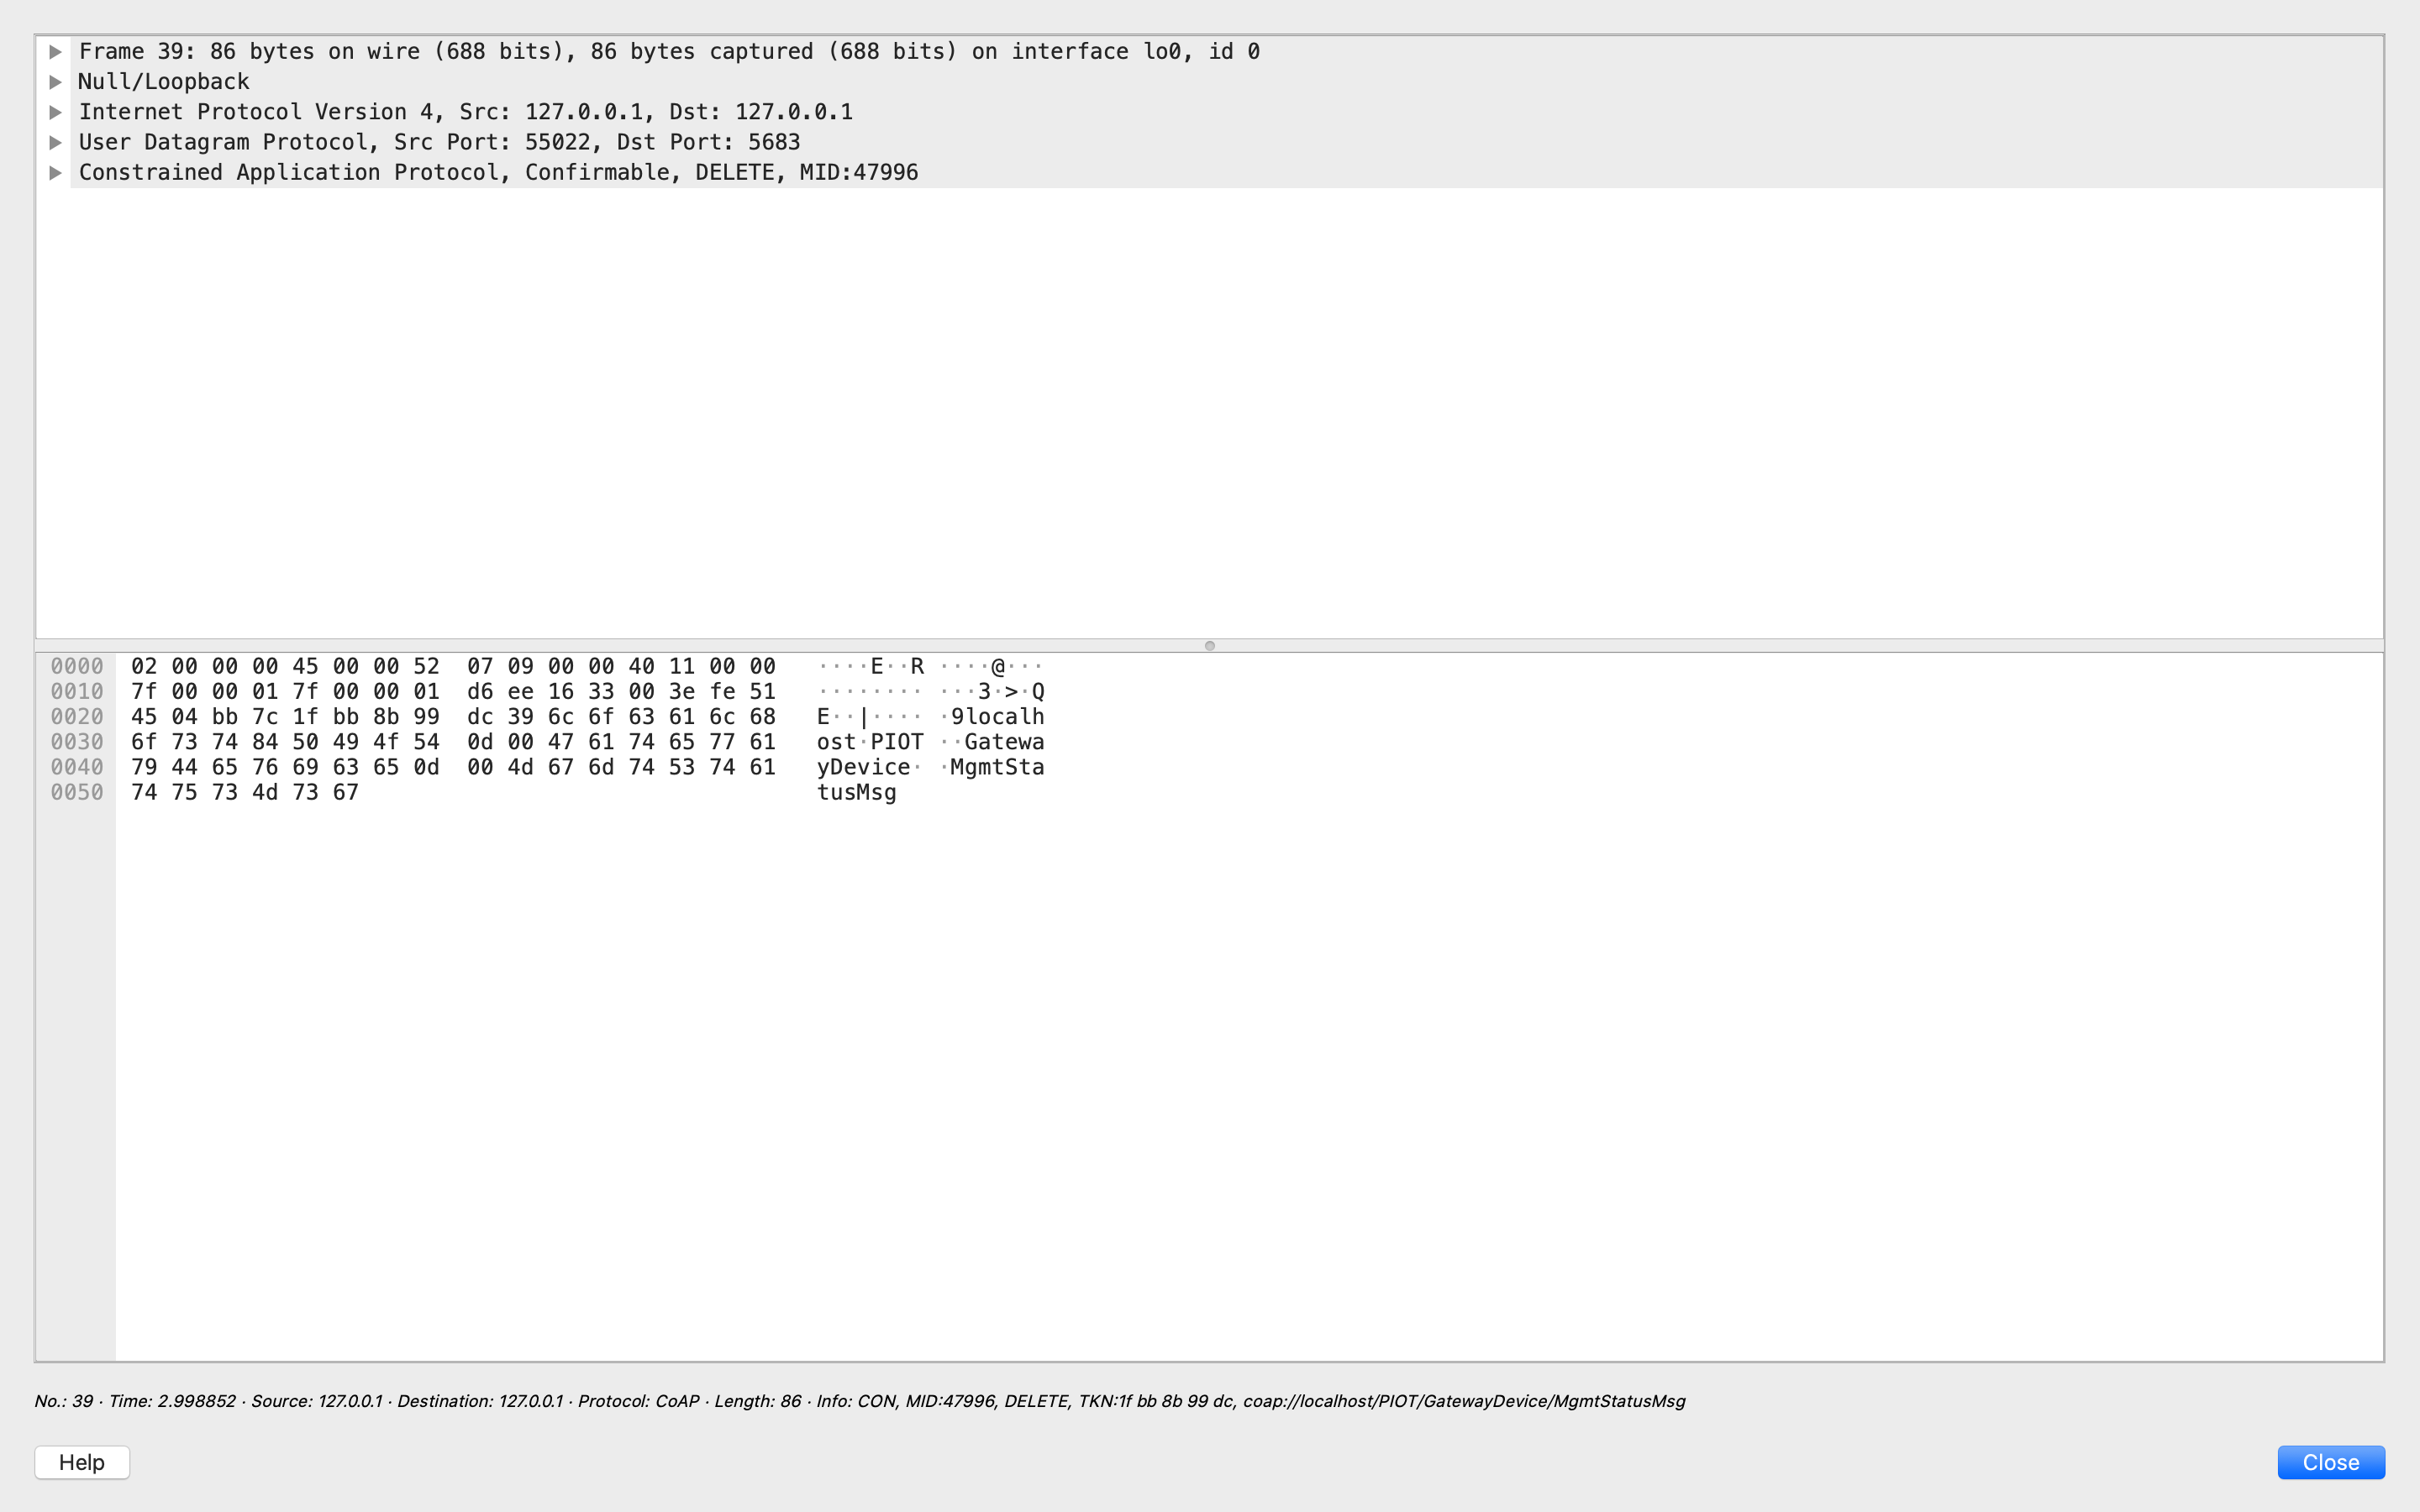 Frame 39: 86 bytes on wire (688 bits), 86 bytes captured (688 bits) on interface lo0, id 0
Null/Loopback
Internet Protocol Version 4, Src: 127.0.0.1, Dst: 127.0.0.1
User Datagram Protocol, Src Port: 55022, Dst Port: 5683
Constrained Application Protocol, Confirmable, DELETE, MID:47996
0000 02 00 00 00 45 00 00 52 07 09 00 00 40 11 00 00 ····E··R ····@···
0010 7f 00 00 01 7f 00 00 01 d6 ee 16 33 00 3e fe 51 ········ ···3·>·Q
0020 45 04 bb 7c 1f bb 8b 99 dc 39 6c 6f 63 61 6c 68 E··|···· ·9localh
0030 6f 73 74 84 50 49 4f 54 0d 00 47 61 74 65 77 61 ost·PIOT ··Gatewa
0040 79 44 65 76 69 63 65 0d 00 4d 67 6d 74 53 74 61 yDevice· ·MgmtSta
0050 74 75 73 4d 73 67 tusMsg
No.: 39 · Time: 2.998852 · Source: 127.0.0.1 · Destination: 127.0.0.1 · Protocol: CoAP · Length: 86 · Info: CON, MID:47996, DELETE, TKN:1f bb 8b 99 dc, coap://localhost/PIOT/GatewayDevice/MgmtStatusMsg
Help Close